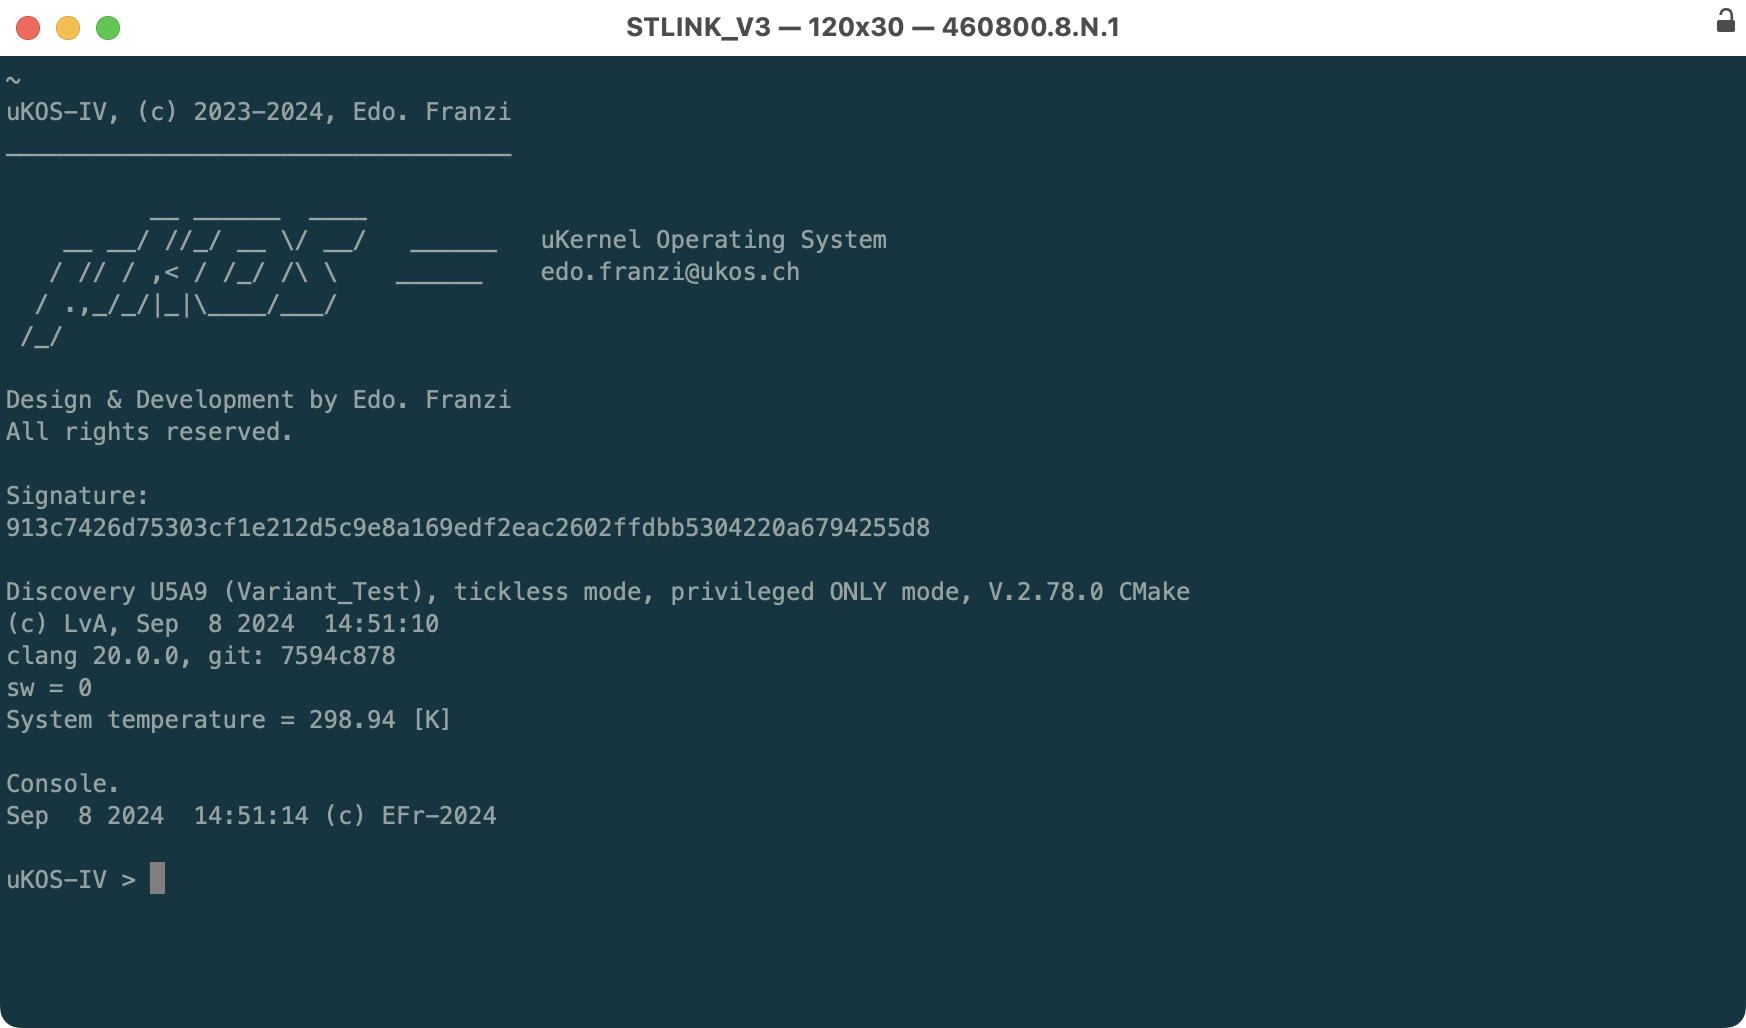 STLINK_V3 — 120x30 — 460800.8.N.1
~
uKOS-IV, (c) 2023-2024, Edo. Franzi
uKernel Operating System
edo.franzi@ukos.ch
Design & Development by Edo. Franzi
All rights reserved.
Signature:
913c7426d75303cf1e212d5c9e8a169edf2eac2602ffdbb5304220a6794255d8
Discovery U5A9 (Variant_Test), tickless mode, privileged ONLY mode, V.2.78.0 CMake
(c) LvA, Sep  8 2024  14:51:10
clang 20.0.0, git: 7594c878
sw = 0
System temperature = 298.94 [K]
Console.
Sep  8 2024  14:51:14 (c) EFr-2024
uKOS-IV >